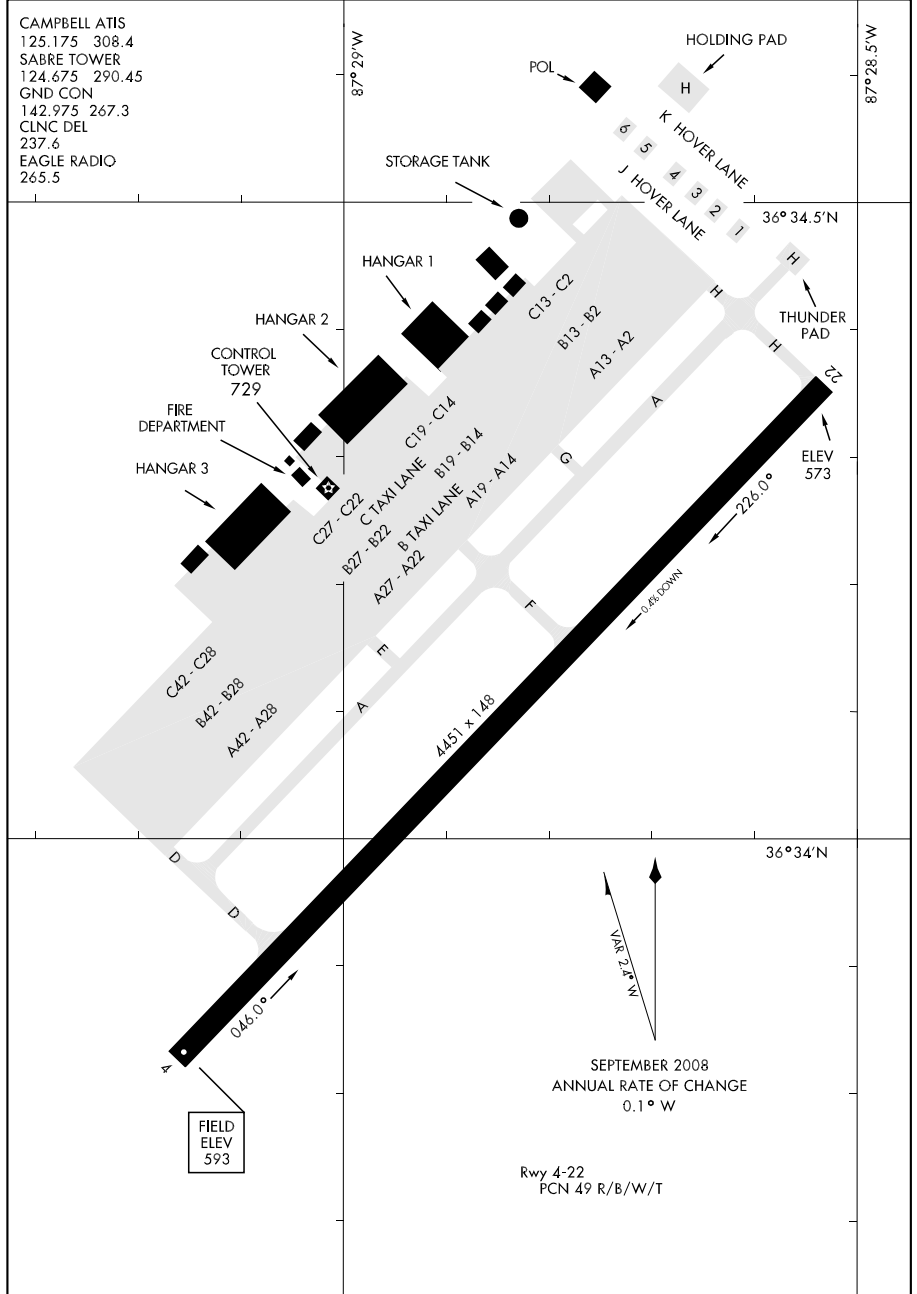 CAMPBELL ATIS
125.175 308.4
SABRE TOWER
124.675 290.45
GND CON
142.975 267.3
CLNC DEL
237.6
EAGLE RADIO
265.5
87°29'W
87°28.5'W
HOLDING PAD
POL
H
K HOVER LANE
6
5
4
3
2
1
J HOVER LANE
STORAGE TANK
36°34.5'N
H
THUNDER
PAD
H
H
HANGAR 1
C13 - C2
B13 - B2
A13 - A2
HANGAR 2
CONTROL
TOWER
729
FIRE
DEPARTMENT
HANGAR 3
22
ELEV
573
A
G
C19 - C14
B19 - B14
A19 - A14
C TAXI LANE
B TAXI LANE
C27 - C22
B27 - B22
A27 - A22
226.0°
0.4% DOWN
F
E
A
C42 - C28
B42 - B28
A42 - A28
4451 x 148
36°34'N
D
D
VAR 2.4° W
046.0°
4
FIELD
ELEV
593
SEPTEMBER 2008
ANNUAL RATE OF CHANGE
0.1° W
Rwy 4-22
PCN 49 R/B/W/T